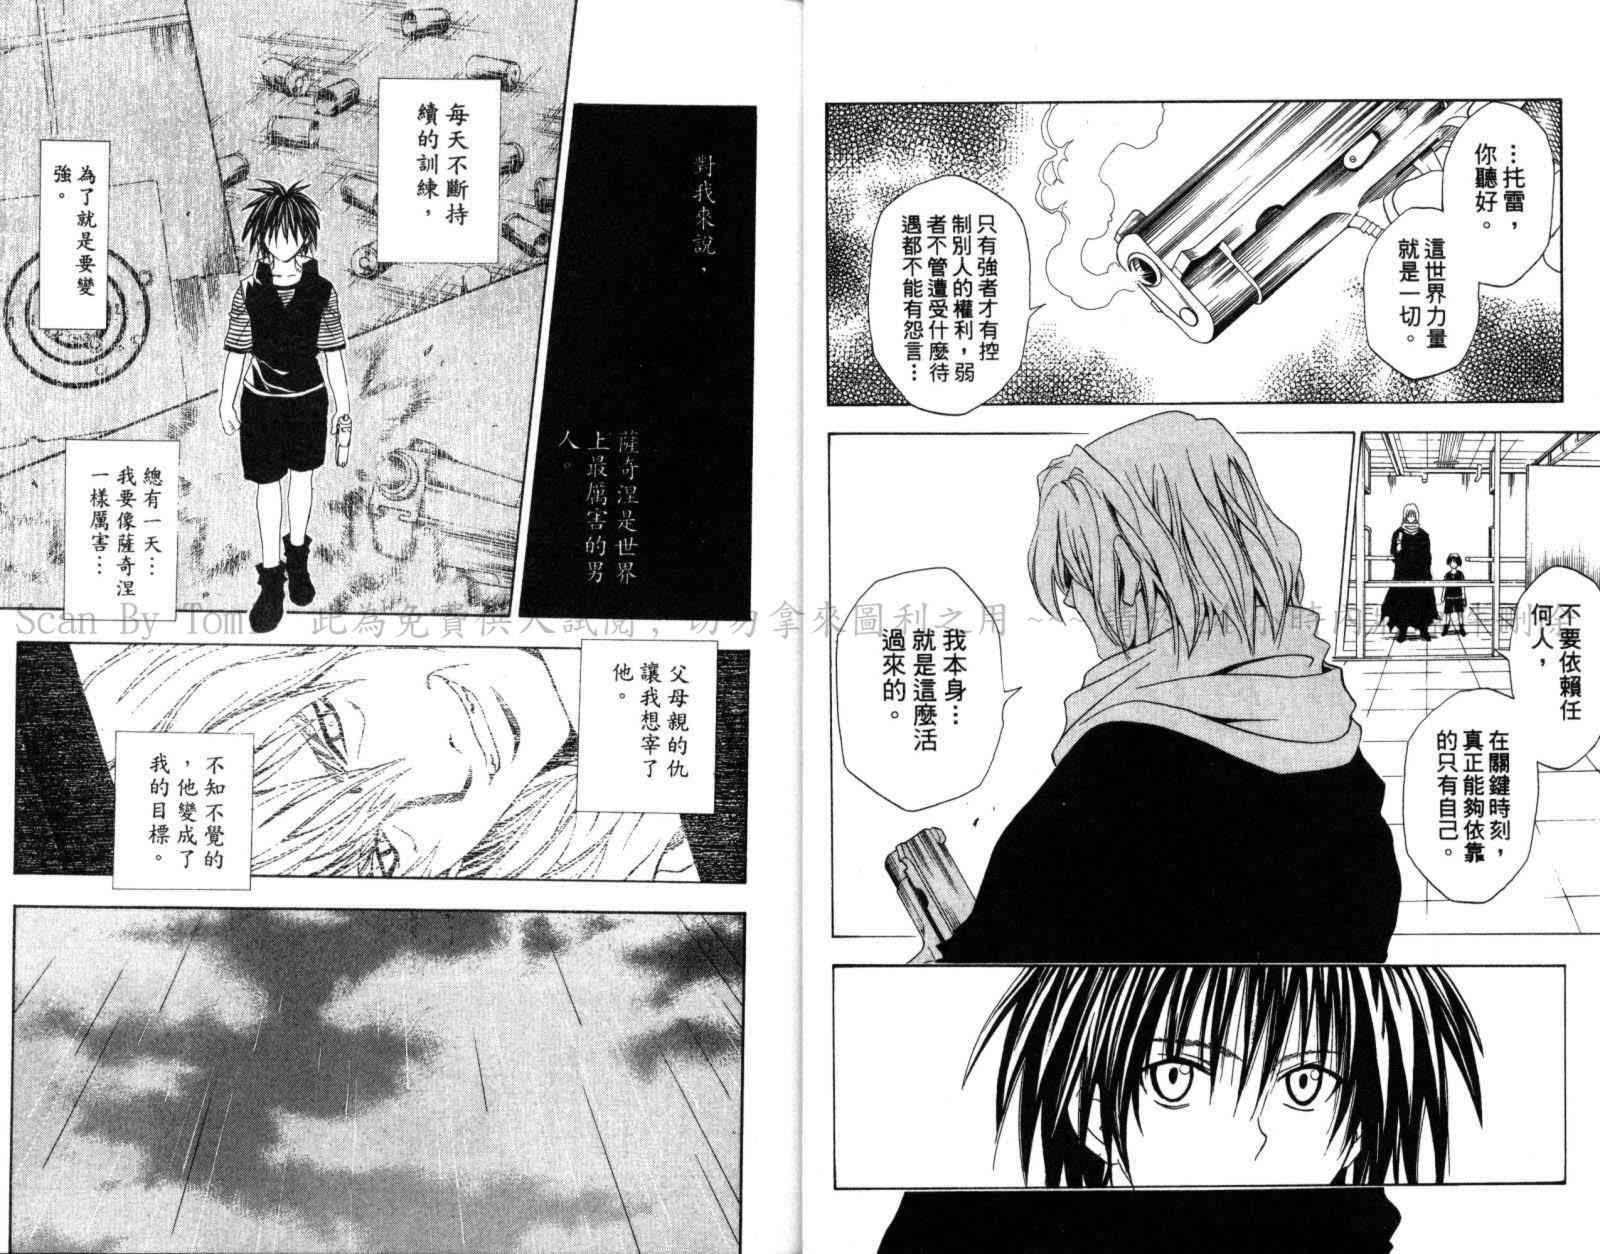 …托雷，
你聽好。
這世界力量
就是一切。
只有強者才有控
制別人的權利，弱
者不管遭受什麼待
遇都不能有怨言…
不要依賴任
何人，
在關鍵時刻，
真正能夠依靠
的只有自己。
我本身…
就是這麼活
過來的。
對我來說，
薩奇涅是世界
上最厲害的男
人。
每天不斷持
續的訓練，
為了就是要變
強。
總有一天…
我要像薩奇涅
一樣厲害…
父母親的仇
讓我想宰了
他。
不知不覺的
，他變成了
我的目標。
Scan By Tom 此為免費供人試閱，切勿拿來圖利之用 ~~~